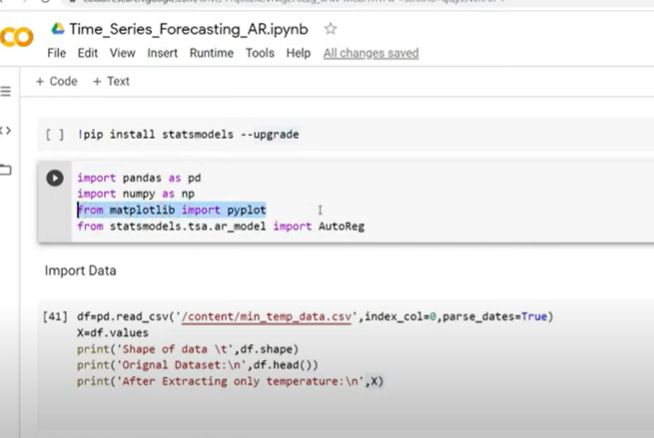 Time_Series_Forecasting_AR.ipynb
File Edit View Insert Runtime Tools Help All changes saved
+ Code + Text
[ ] !pip install statsmodels --upgrade
import pandas as pd
import numpy as np
from matplotlib import pyplot
from statsmodels.tsa.ar_model import AutoReg
Import Data
[41] df=pd.read_csv('/content/min_temp_data.csv',index_col=0,parse_dates=True)
X=df.values
print('Shape of data \t',df.shape)
print('Orignal Dataset:\n',df.head())
print('After Extracting only temperature:\n',X)